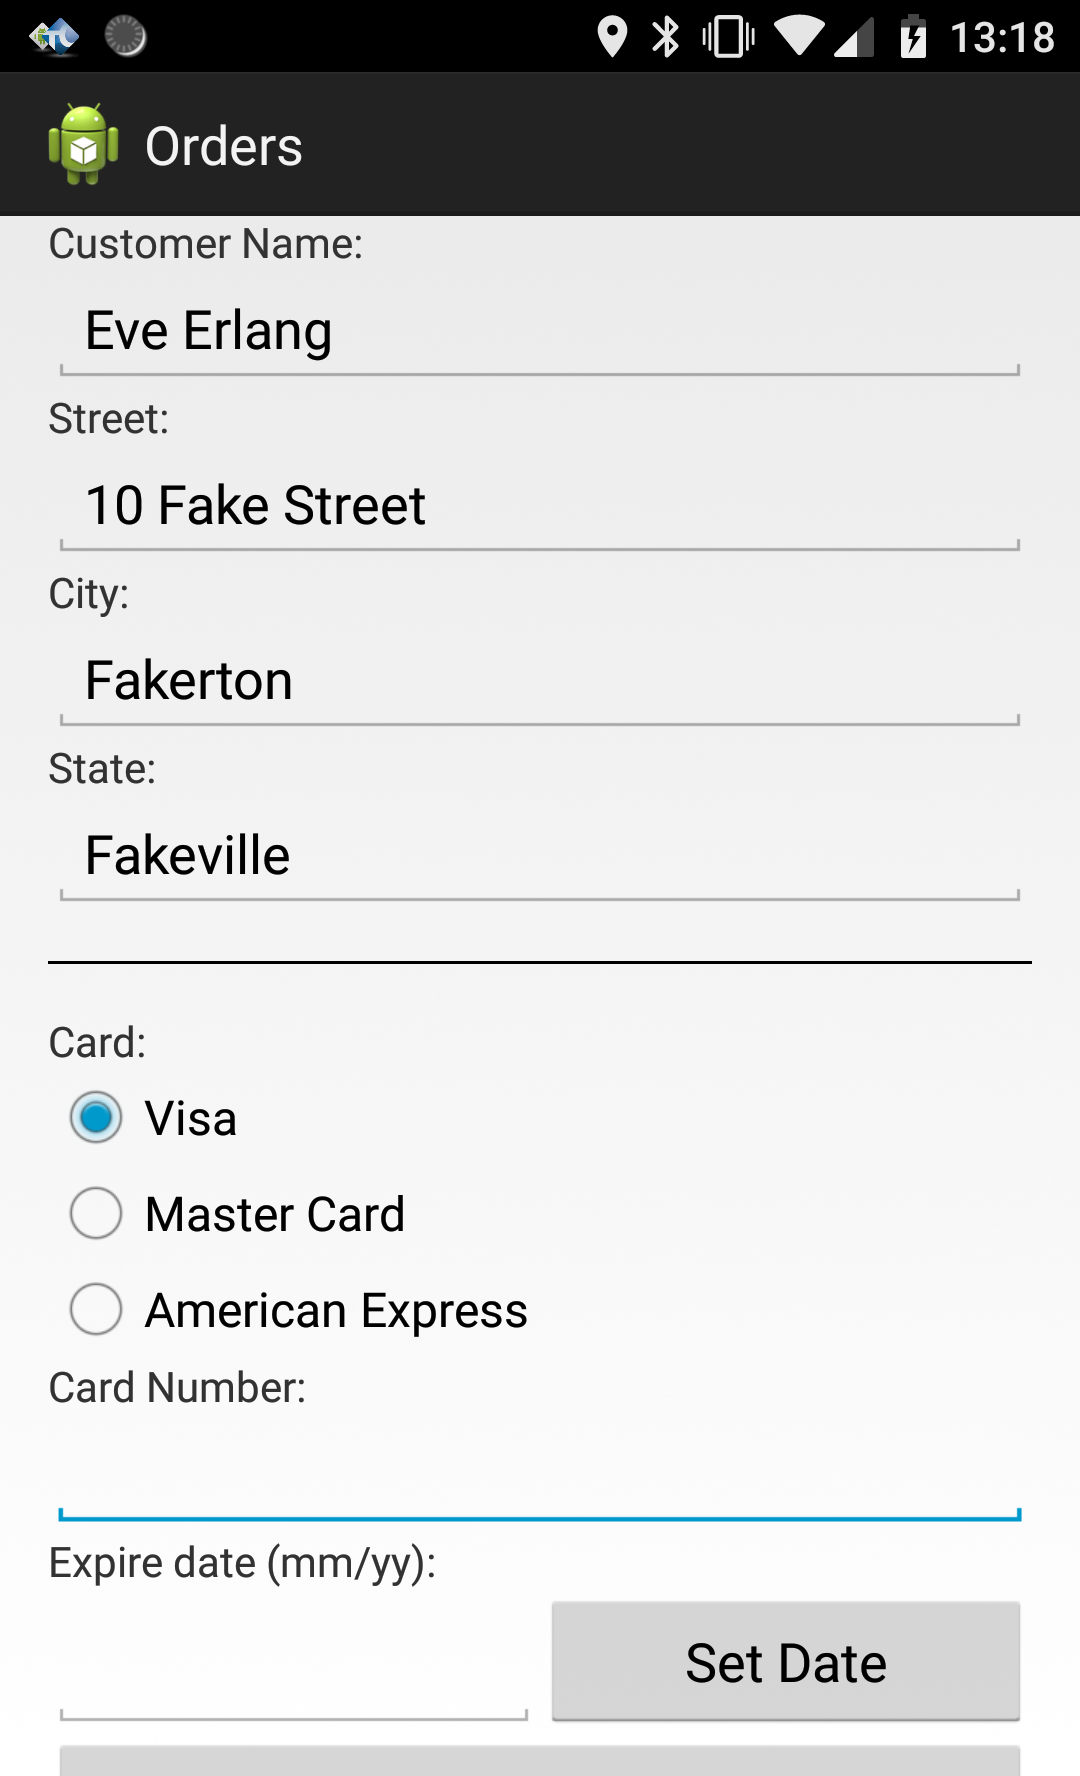 13:18
Orders
Customer Name:
Eve Erlang
Street:
10 Fake Street
City:
Fakerton
State:
Fakeville
Card:
Visa
Master Card
American Express
Card Number:
Expire date (mm/yy):
Set Date